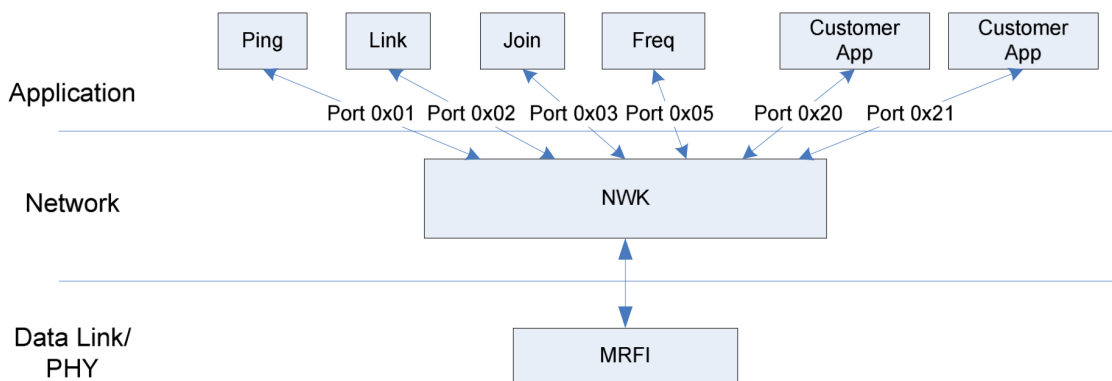 Ping
Link
Join
Freq
Customer
App
Customer
App
Application
Port 0x01
Port 0x02
Port 0x03
Port 0x05
Port 0x20
Port 0x21
Network
NWK
Data Link/
PHY
MRFI